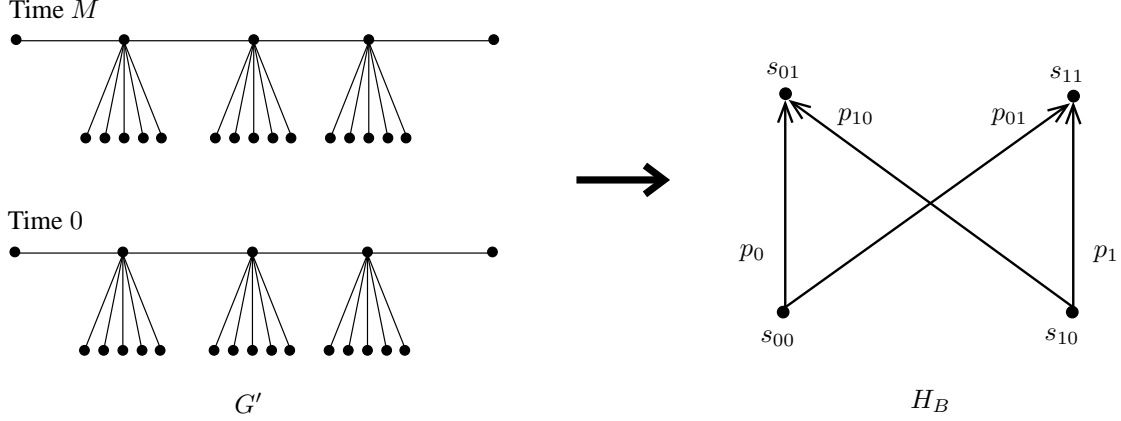 Time M
Time 0
G′
s₀₁
s₁₁
p₁₀
p₀₁
p₀
p₁
s₀₀
s₁₀
H_B